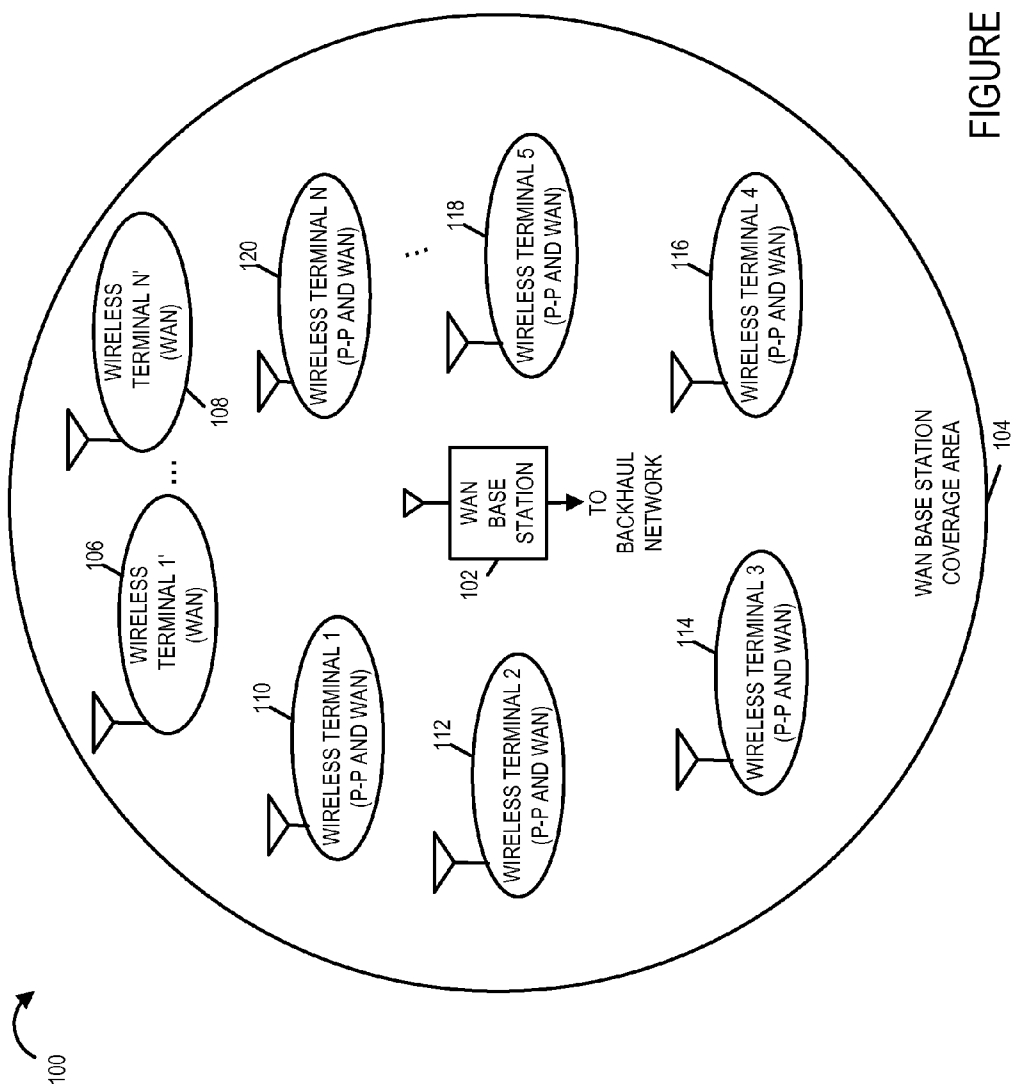 100
106
WIRELESS
TERMINAL 1'
(WAN)
...
WIRELESS
TERMINAL N'
(WAN)
108
110
WIRELESS TERMINAL 1
(P-P AND WAN)
120
WIRELESS TERMINAL N
(P-P AND WAN)
...
112
WIRELESS TERMINAL 2
(P-P AND WAN)
WAN
BASE
STATION
102
TO
BACKHAUL
NETWORK
118
WIRELESS TERMINAL 5
(P-P AND WAN)
114
WIRELESS TERMINAL 3
(P-P AND WAN)
116
WIRELESS TERMINAL 4
(P-P AND WAN)
WAN BASE STATION
COVERAGE AREA
104
FIGURE